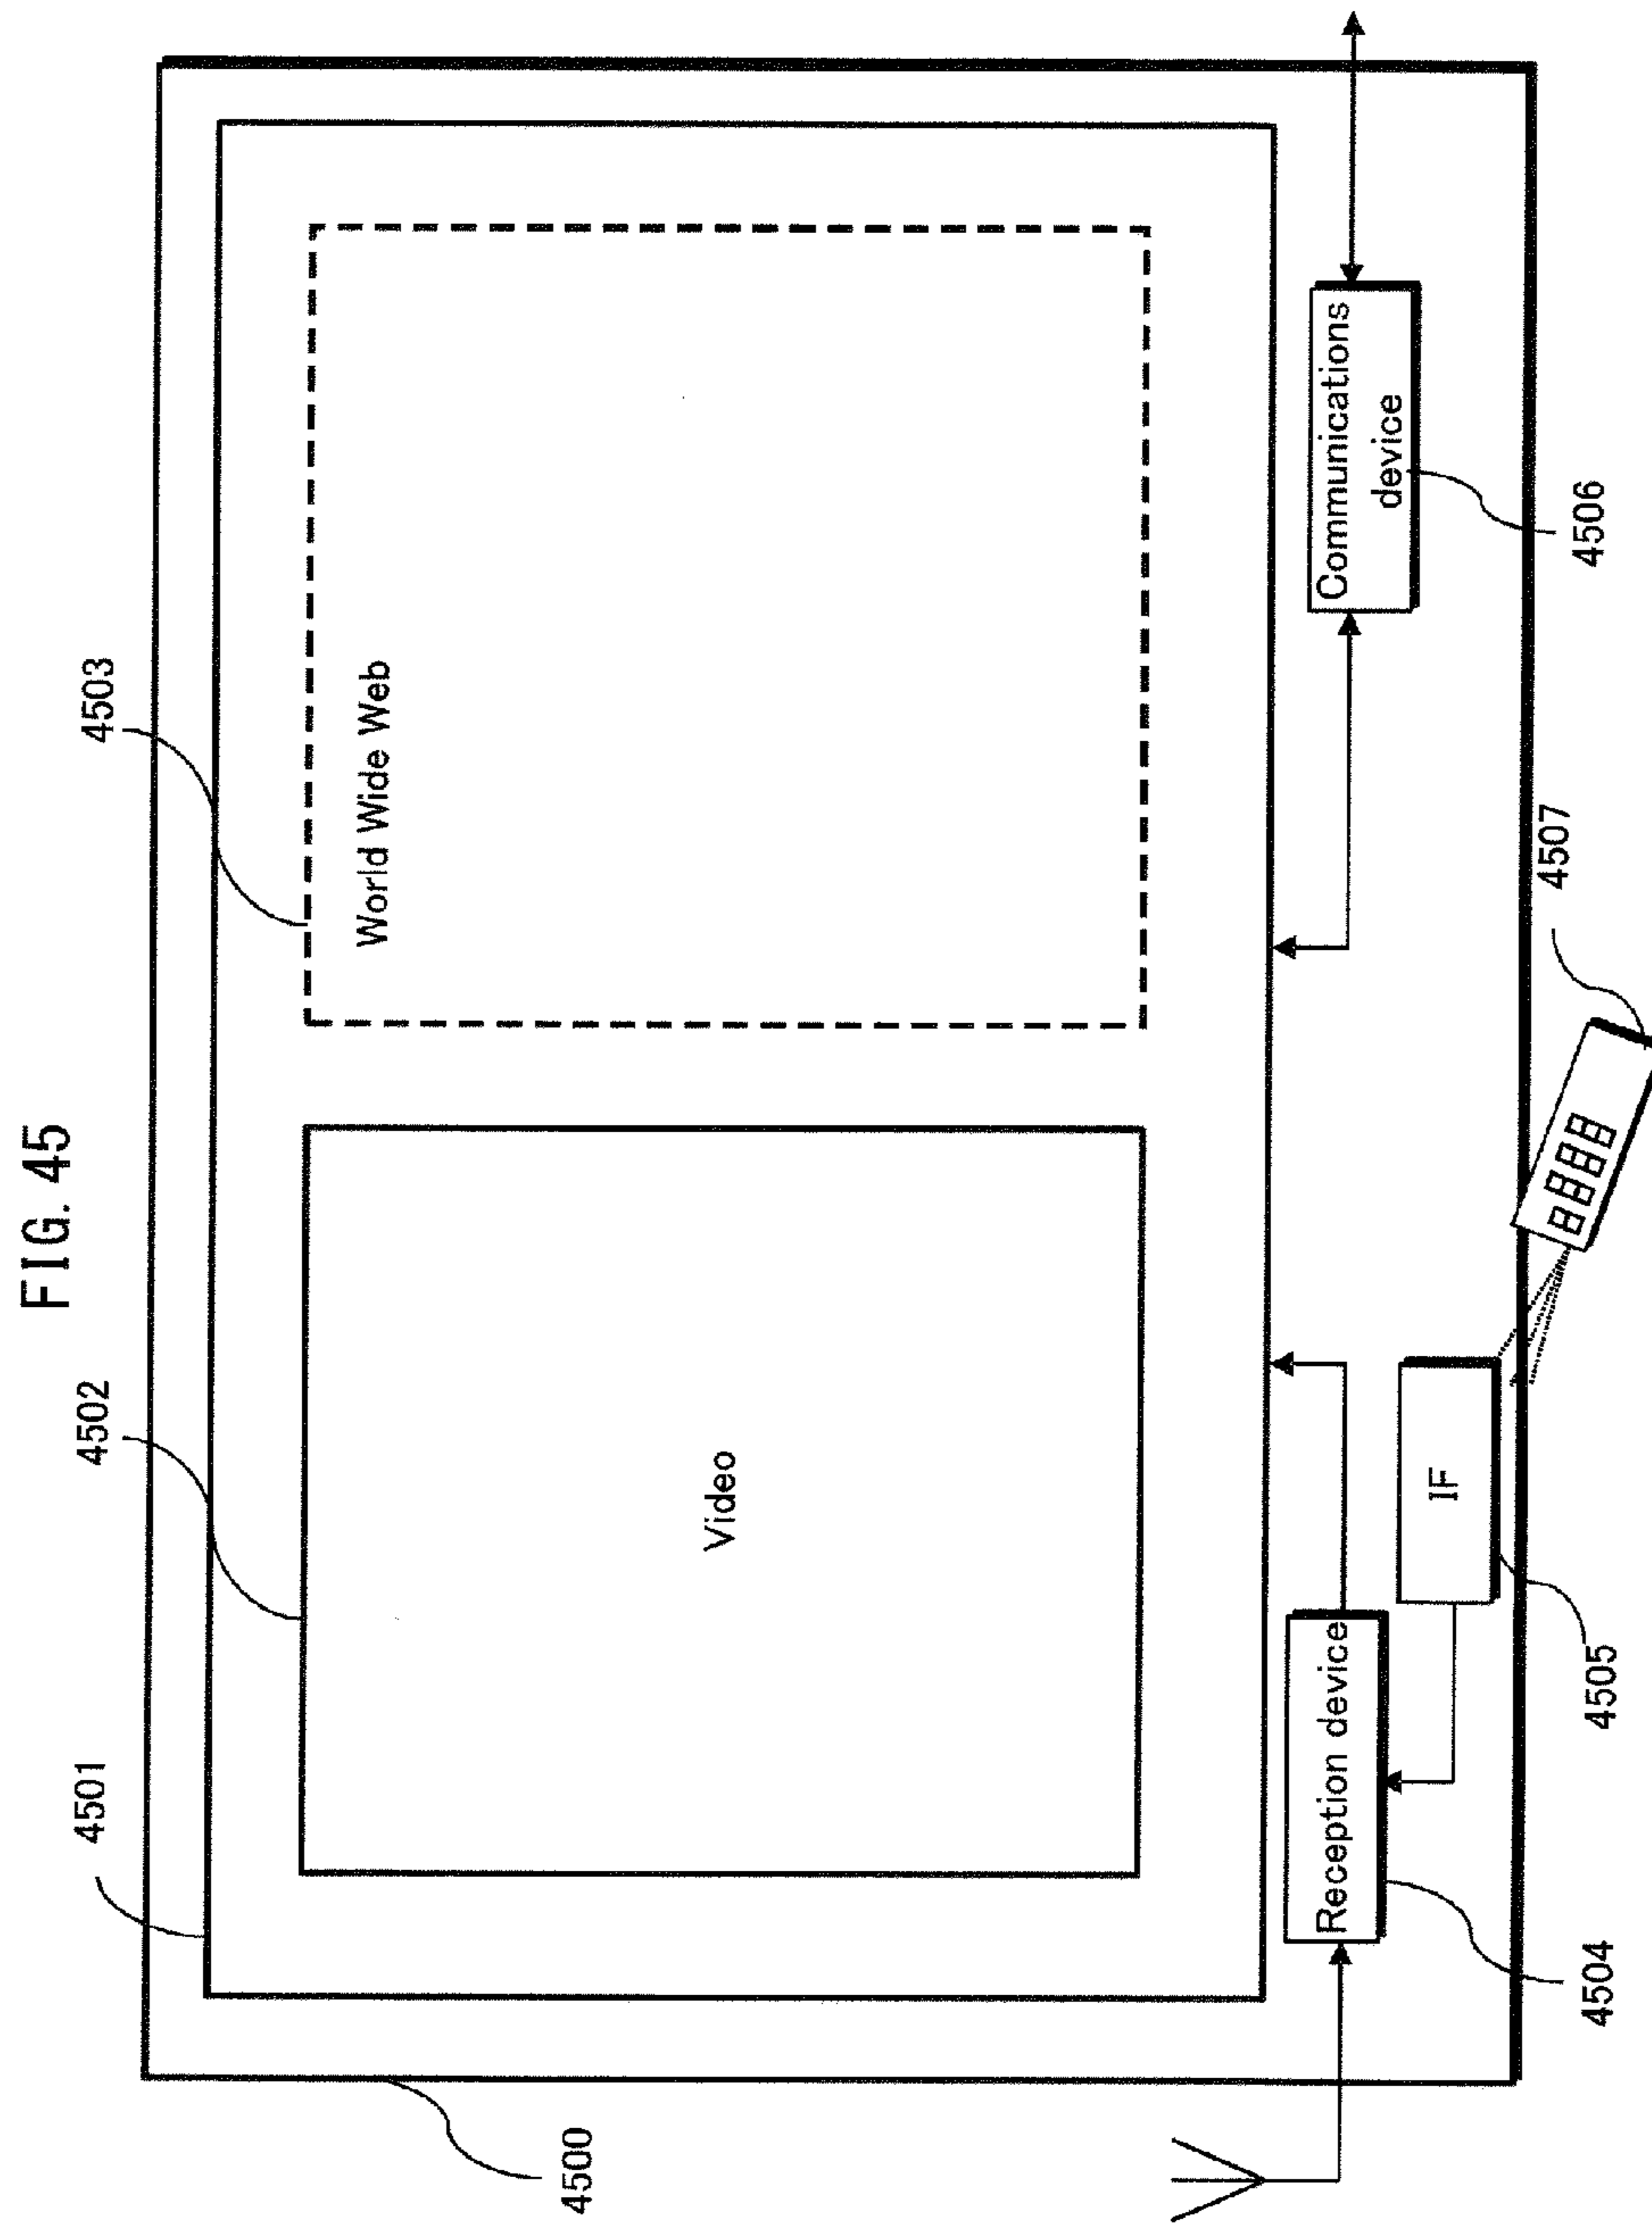 FIG. 45
4501
4502
4503
Video
World Wide Web
4500
Reception device
IF
Communications
device
4504
4505
4507
4506